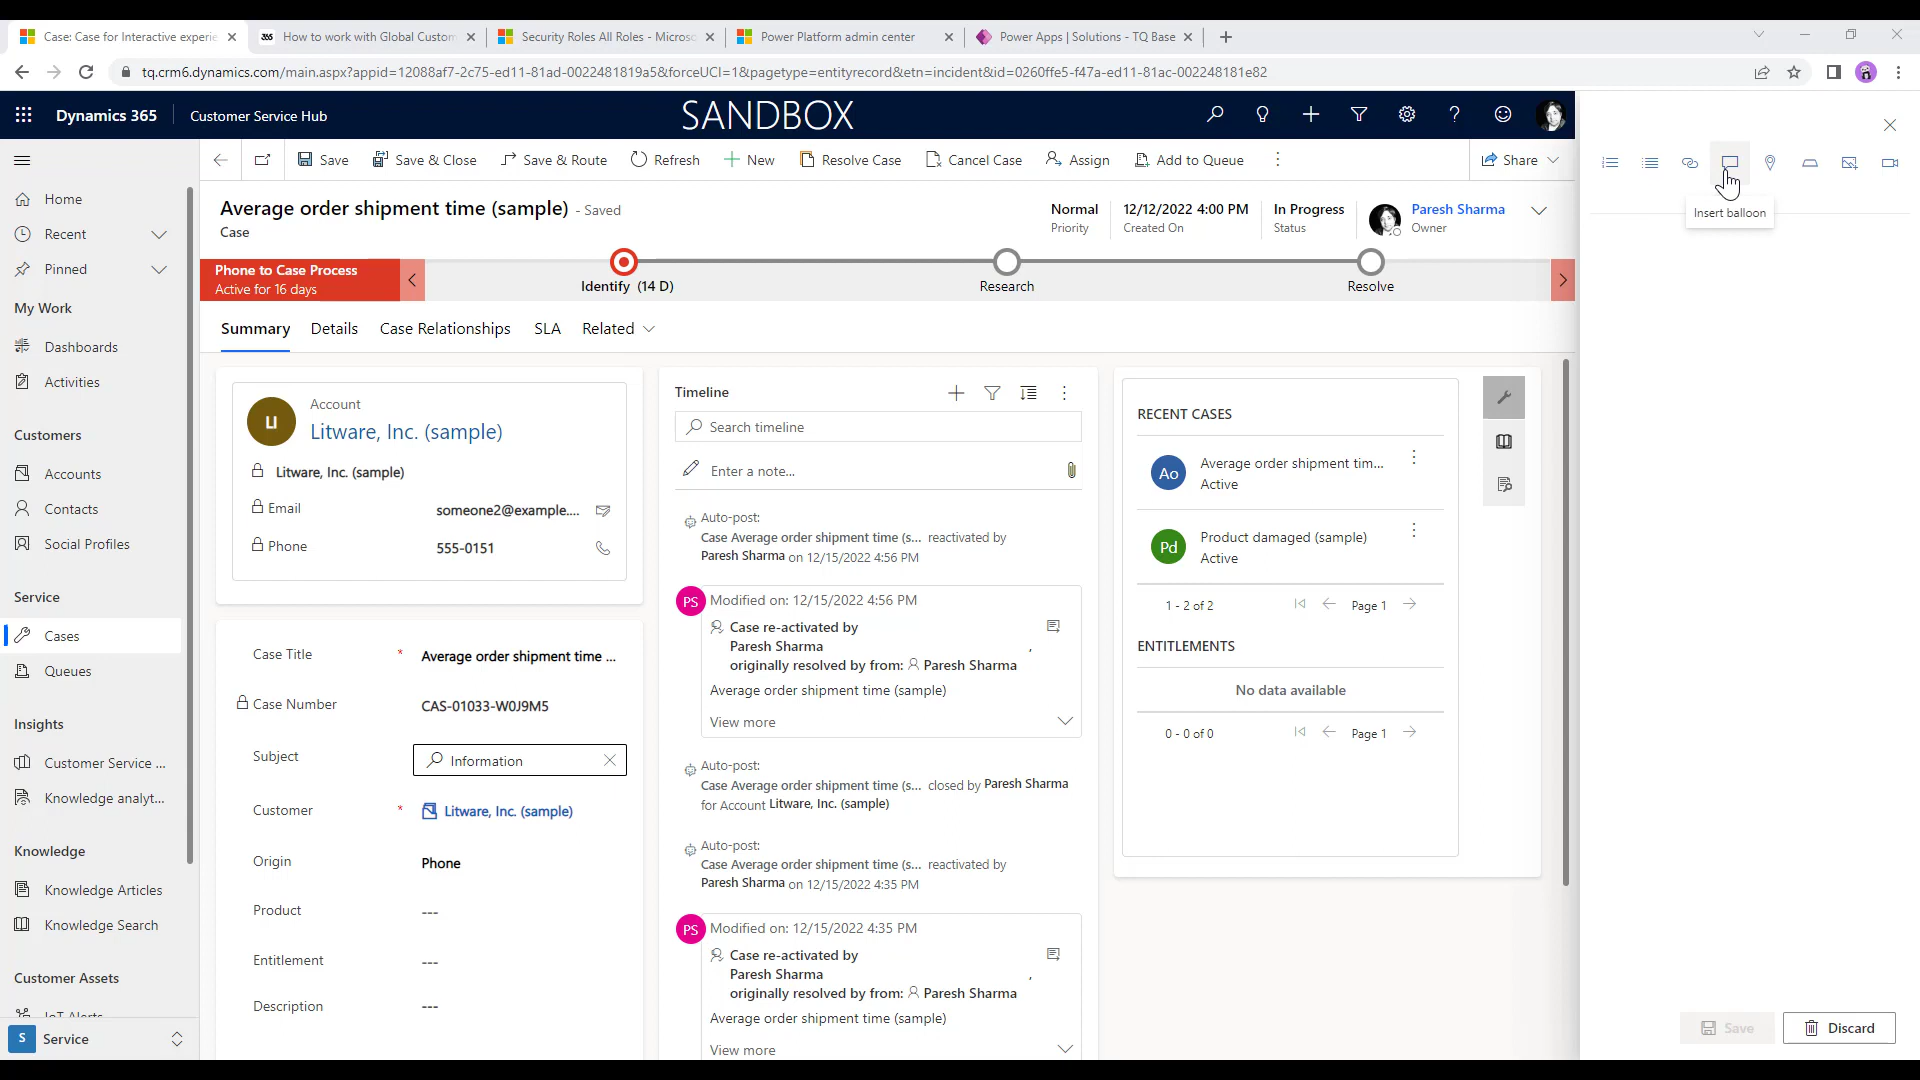 Case: Case for Interactive experie
How to work with Global Custom
Security Roles All Roles - Microso
Power Platform admin center
Power Apps | Solutions - TQ Base
tq.crm6.dynamics.com/main.aspx?appid=12088af7-2c75-ed11-81ad-0022481819a5&forceUCI=1&pagetype=entityrecord&etn=incident&id=0260ffe5-f47a-ed11-81ac-002248181e82
Dynamics 365
Customer Service Hub
SANDBOX
Save
Save & Close
Save & Route
Refresh
New
Resolve Case
Cancel Case
Assign
Add to Queue
Share
Insert balloon
Home
Recent
Pinned
My Work
Dashboards
Activities
Customers
Accounts
Contacts
Social Profiles
Service
Cases
Queues
Insights
Customer Service ...
Knowledge analyt...
Knowledge
Knowledge Articles
Knowledge Search
Customer Assets
IoT Alerts
S
Service
Average order shipment time (sample) - Saved
Case
Normal
Priority
12/12/2022 4:00 PM
Created On
In Progress
Status
Paresh Sharma
Owner
Phone to Case Process
Active for 16 days
Identify (14 D)
Research
Resolve
Summary
Details
Case Relationships
SLA
Related
LI
Account
Litware, Inc. (sample)
Litware, Inc. (sample)
Email
someone2@example....
Phone
555-0151
Case Title
*
Average order shipment time ...
Case Number
CAS-01033-W0J9M5
Subject
Information
Customer
*
Litware, Inc. (sample)
Origin
Phone
Product
---
Entitlement
---
Description
---
Timeline
Search timeline
Enter a note...
Auto-post:
Case Average order shipment time (s... reactivated by
Paresh Sharma on 12/15/2022 4:56 PM
PS
Modified on: 12/15/2022 4:56 PM
Case re-activated by
Paresh Sharma ,
originally resolved by from: Paresh Sharma
Average order shipment time (sample)
View more
Auto-post:
Case Average order shipment time (s... closed by Paresh Sharma
for Account Litware, Inc. (sample)
Auto-post:
Case Average order shipment time (s... reactivated by
Paresh Sharma on 12/15/2022 4:35 PM
PS
Modified on: 12/15/2022 4:35 PM
Case re-activated by
Paresh Sharma ,
originally resolved by from: Paresh Sharma
Average order shipment time (sample)
View more
RECENT CASES
Ao
Average order shipment tim...
Active
Pd
Product damaged (sample)
Active
1 - 2 of 2
Page 1
ENTITLEMENTS
No data available
0 - 0 of 0
Page 1
Save
Discard